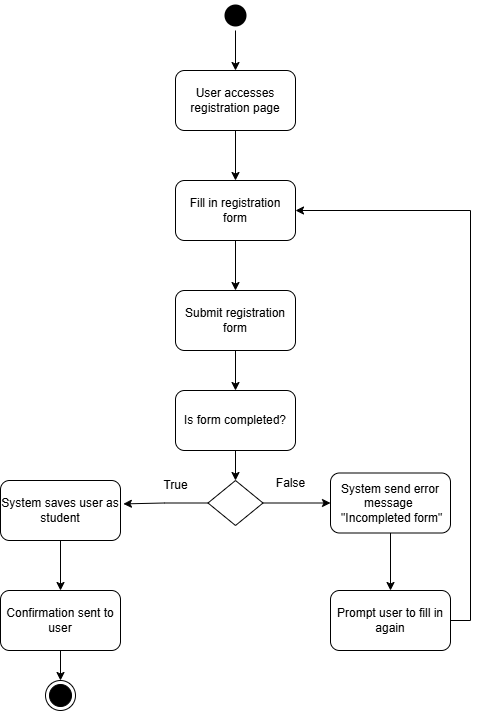 User accesses
registration page
Fill in registration
form
Submit registration
form
Is form completed?
True
False
System saves user as
student
System send error
message
"Incompleted form"
Confirmation sent to
user
Prompt user to fill in
again